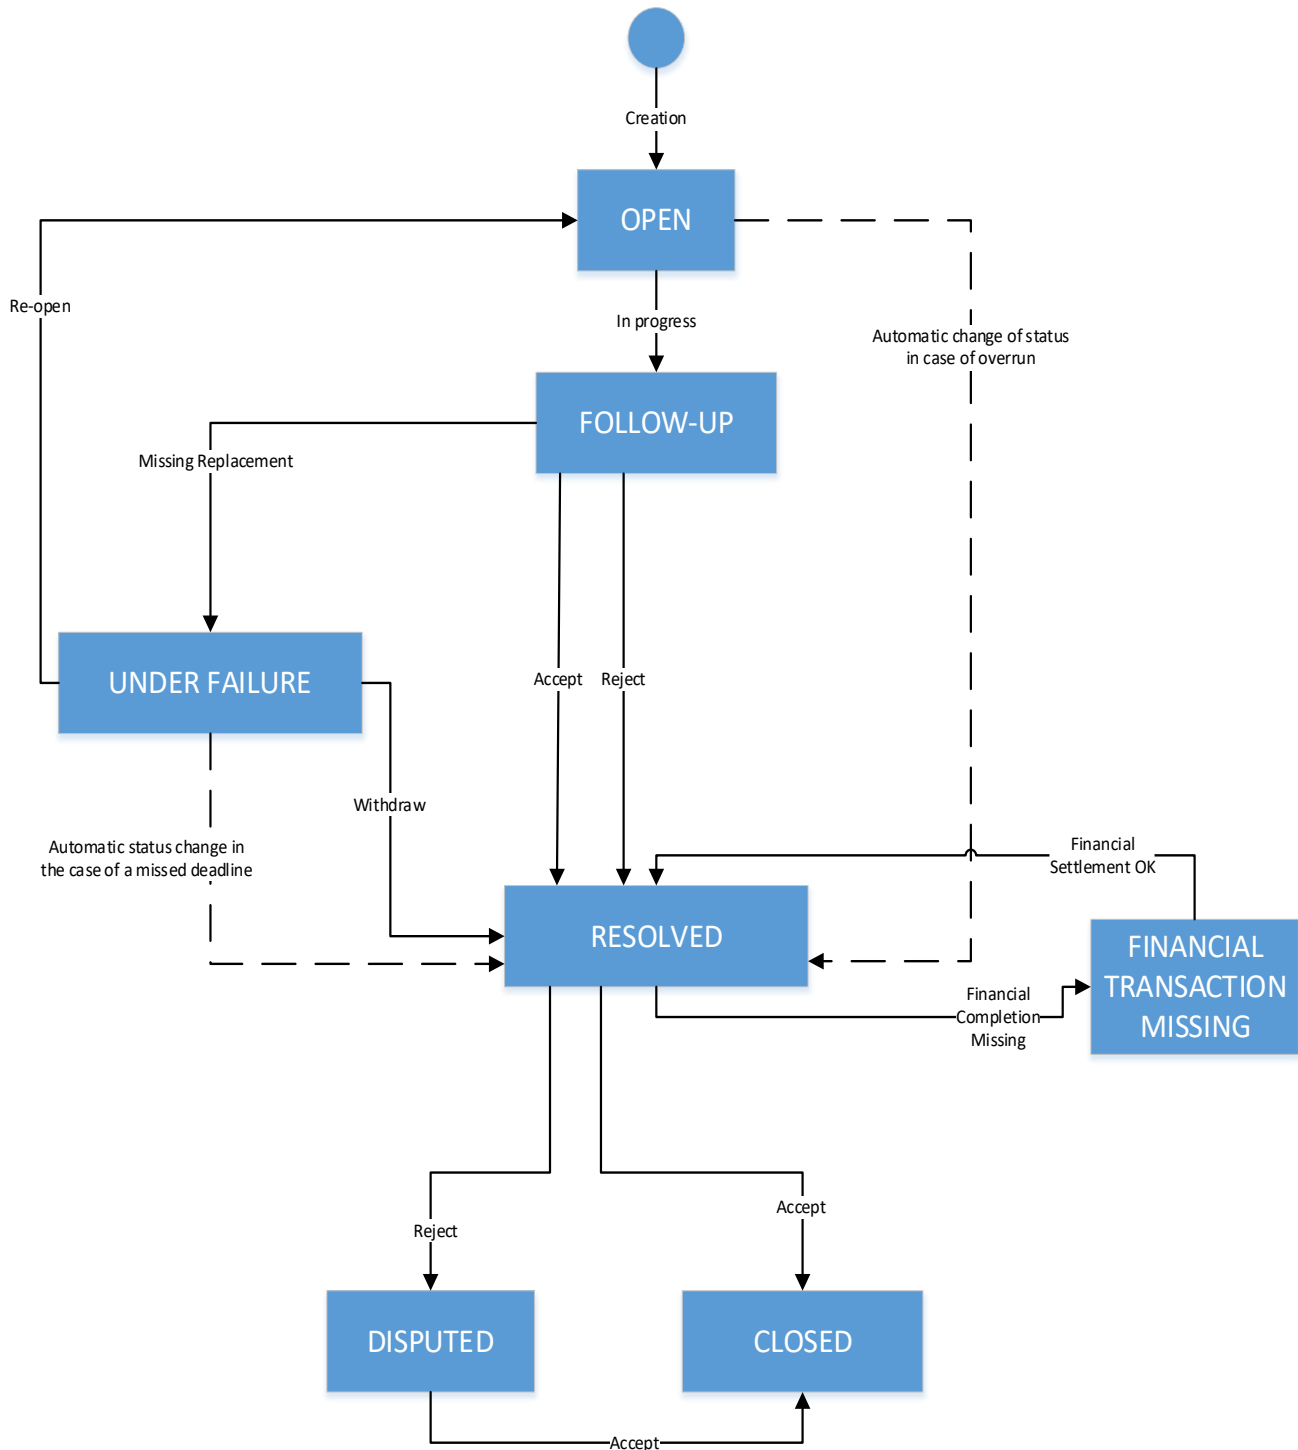 Creation
OPEN
Re-open
In progress
Automatic change of status
in case of overrun
FOLLOW-UP
Missing Replacement
UNDER FAILURE
Accept
Reject
Withdraw
Automatic status change in
the case of a missed deadline
Financial
Settlement OK
RESOLVED
FINANCIAL
TRANSACTION
MISSING
Financial
Completion
Missing
Accept
Reject
DISPUTED
CLOSED
Accept